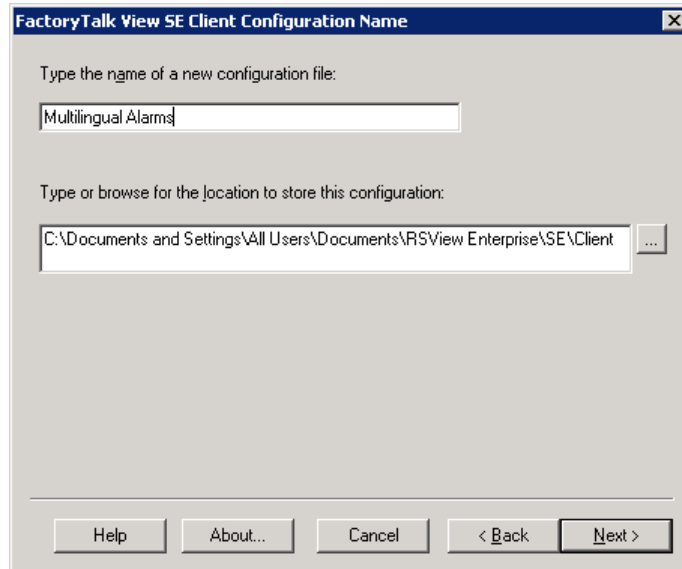 FactoryTalk View SE Client Configuration Name
Type the name of a new configuration file:
Multilingual Alarms
Type or browse for the location to store this configuration:
C:\Documents and Settings\All Users\Documents\RSView Enterprise\SE\Client
...
Help
About...
Cancel
< Back
Next >